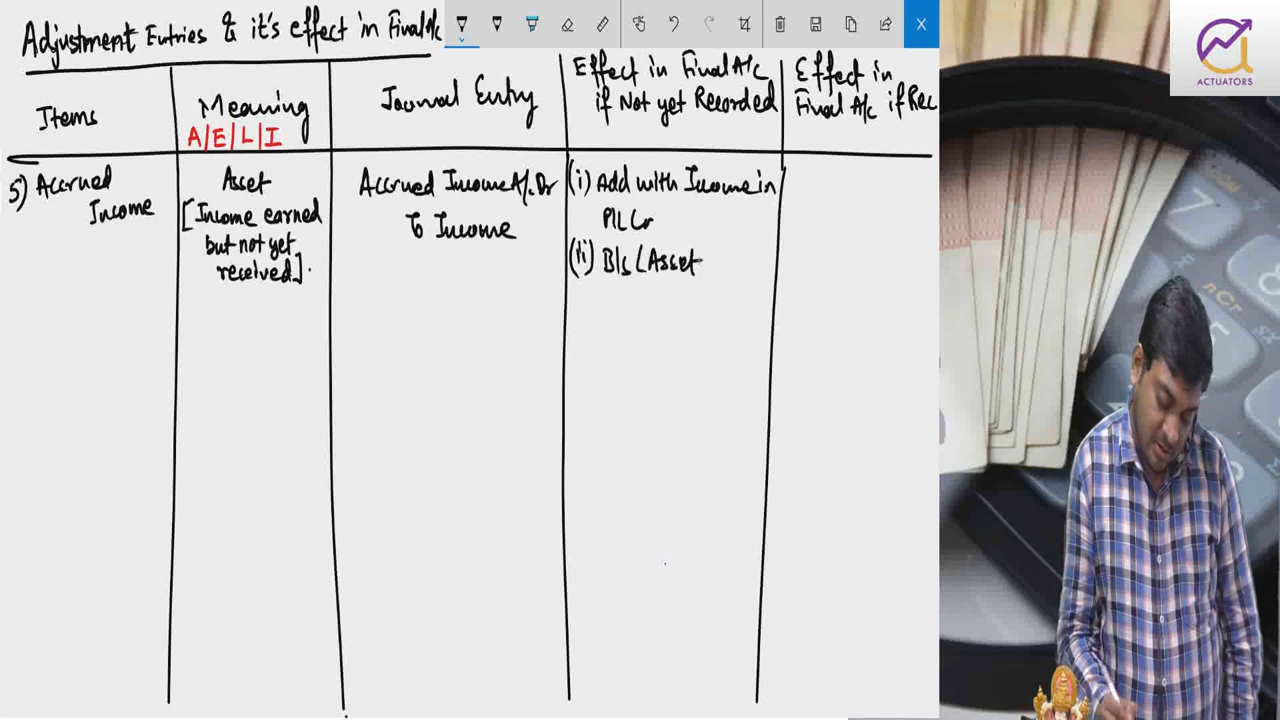 Adjustment Entries & it's effect in Final A/c
Items
Meaning
A/E/L/I
Journal Entry
Effect in Final A/c
if Not yet Recorded
Effect in
Final A/c if Rec
5) Accrued
Income
Asset
[Income earned
but not yet
received].
Accrued Income A/c. Dr
To Income
(i) Add with Income in
P/L Cr
(ii) B/s (Asset
ACTUATORS
7
nCr